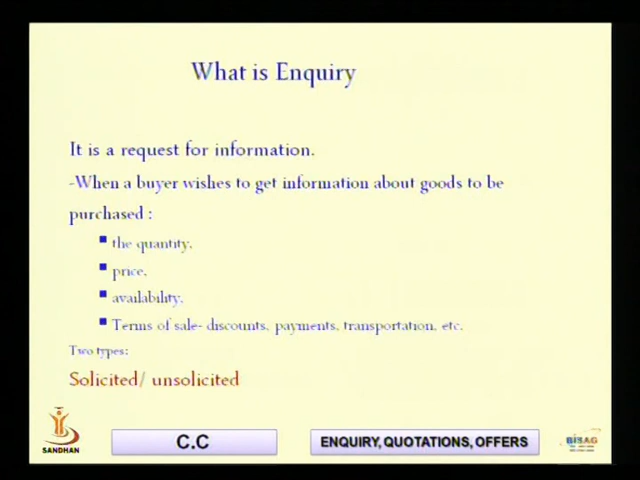 What is Enquiry
It is a request for information.
-When a buyer wishes to get information about goods to be
purchased :
the quantity,
price,
availability,
Terms of sale- discounts, payments, transportation, etc.
Two types:
Solicited/ unsolicited
SANDHAN
C.C
ENQUIRY, QUOTATIONS, OFFERS
BISAG